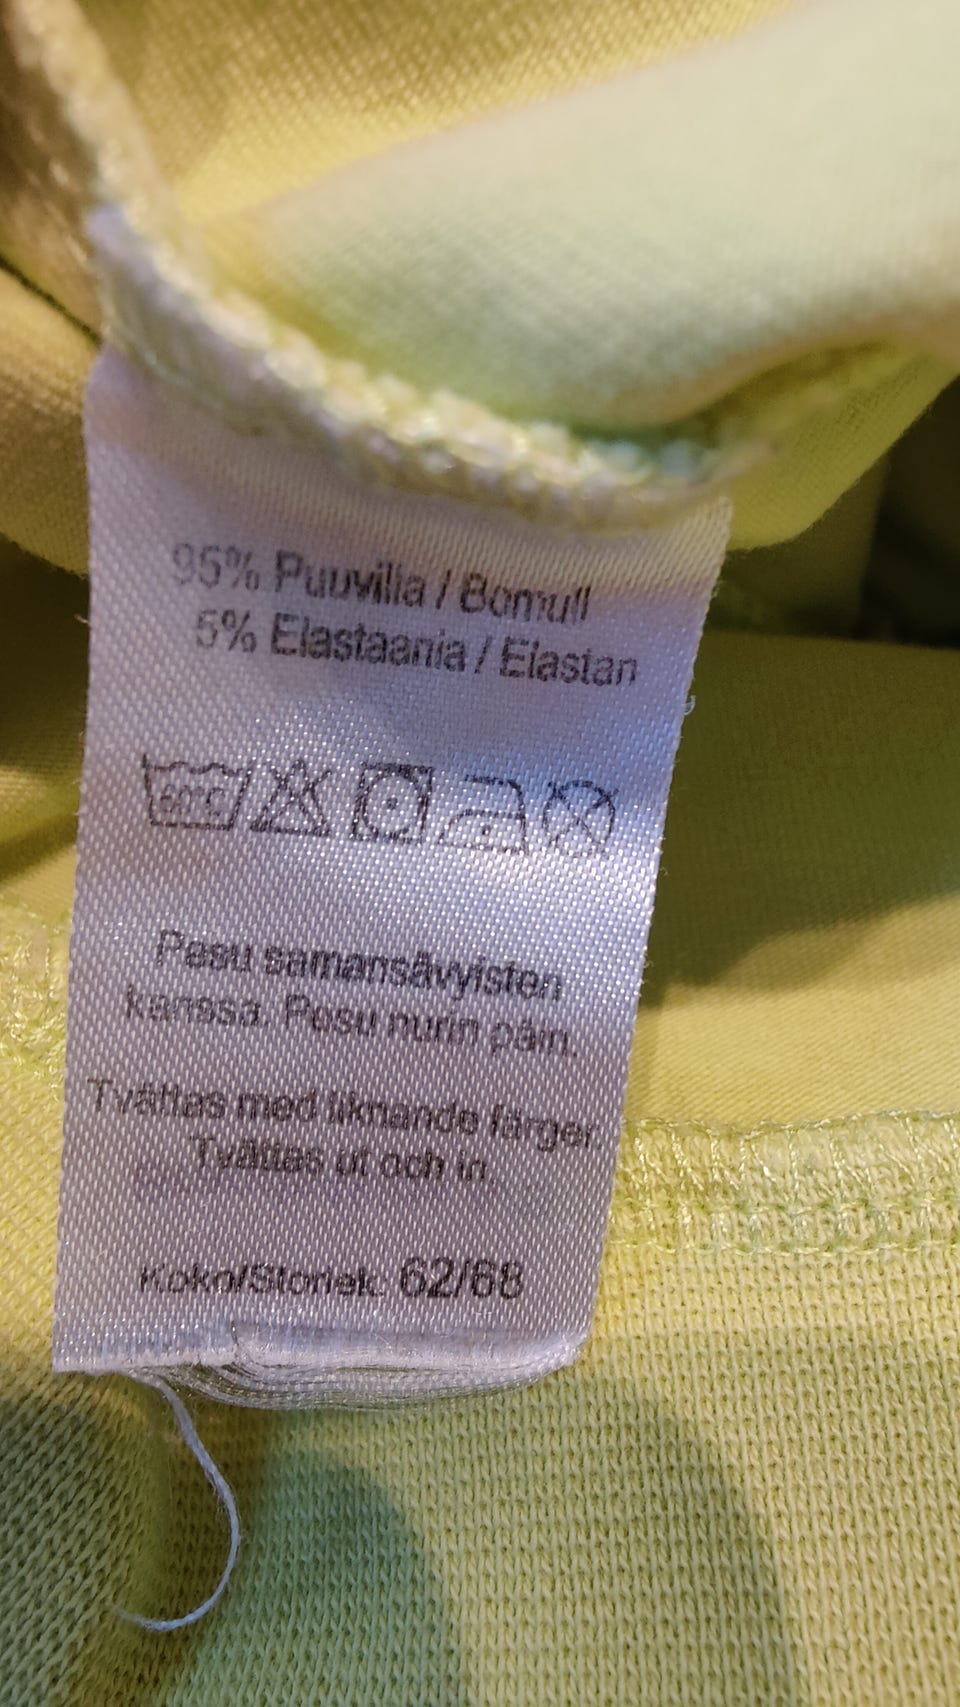 95% Puuvilla / Bomull
5% Elastaania / Elastan
60°C
Pesu samansävyisten
kanssa. Pesu nurin päin.
Tvättas med liknande färger
Tvättas ut och in.
Koko/Storlek: 62/68